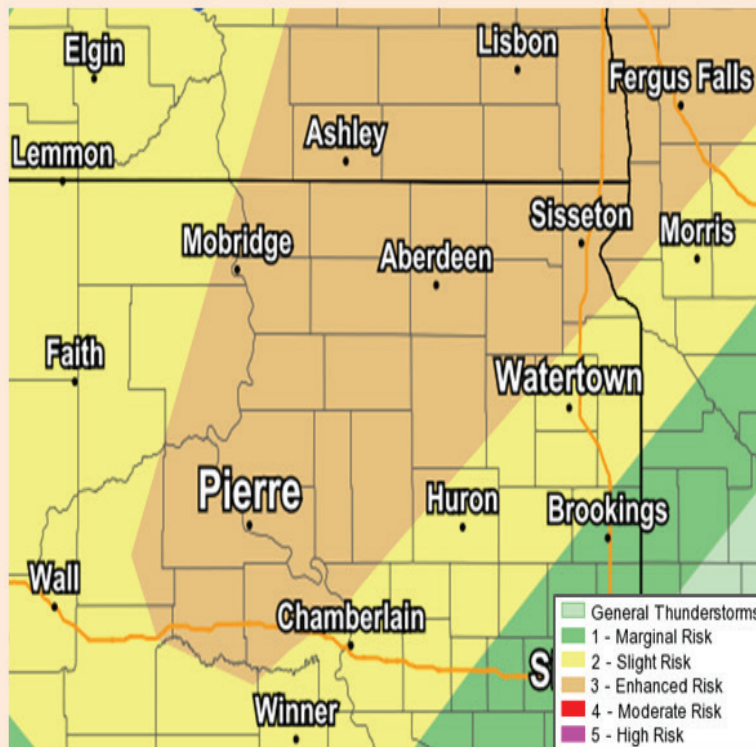 Elgin
Lisbon
Fergus Falls
Ashley
Lemmon
Sisseton
Mobridge
Morris
Aberdeen
Faith
Watertown
Pierre
Huron
Brookings
Wall
Chamberlain
Winner
General Thunderstorms
1 - Marginal Risk
2 - Slight Risk
3 - Enhanced Risk
4 - Moderate Risk
5 - High Risk